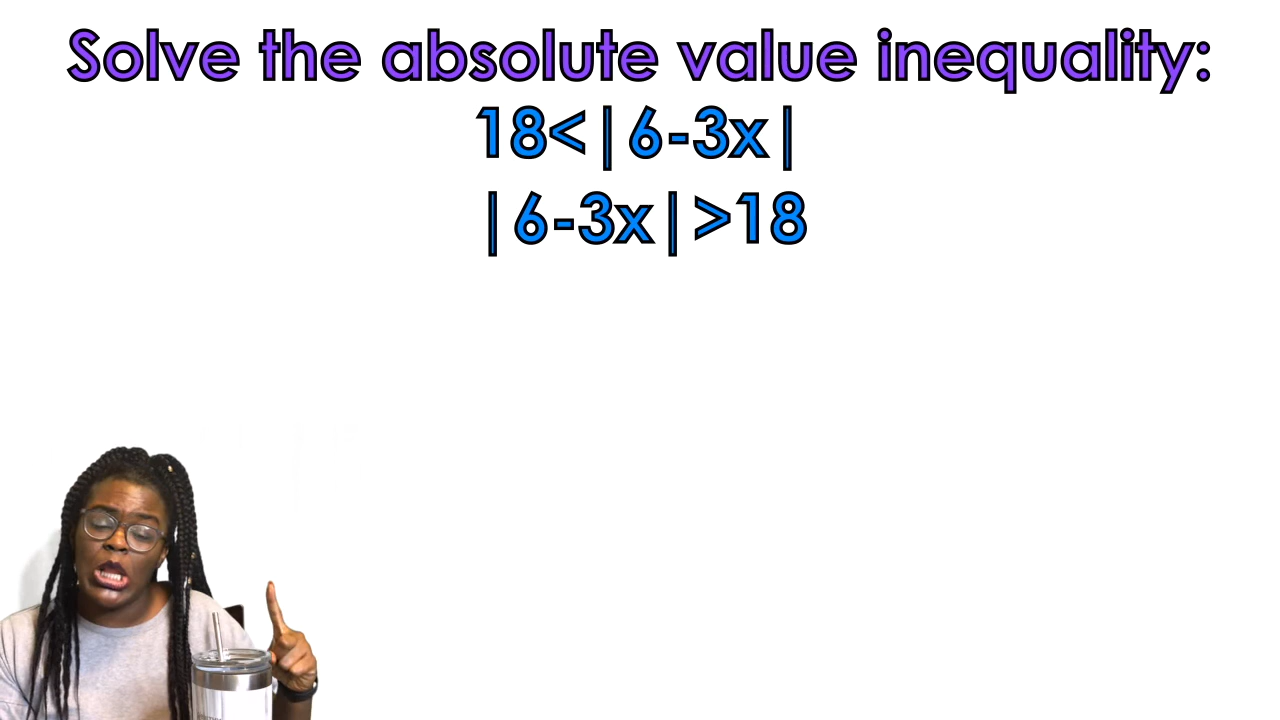 Solve the absolute value inequality:
18<|6-3x|
|6-3x|>18